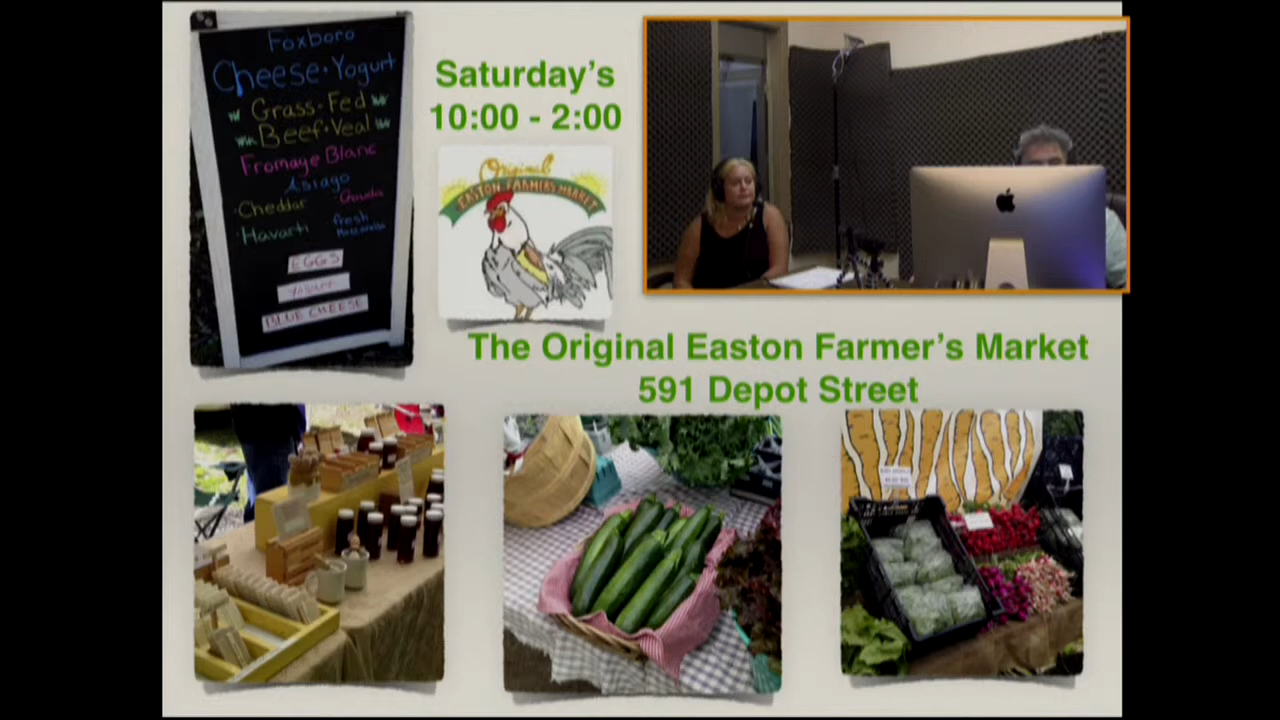 Foxboro
Cheese • Yogurt
Grass-Fed
Beef • Veal
Fromage Blanc
Asiago
Cheddar Gouda
Havarti fresh Mozzarella
EGGS
Yogurt
BLUE CHEESE
Saturday’s
10:00 - 2:00
Original
EASTON FARMERS MARKET
The Original Easton Farmer’s Market
591 Depot Street